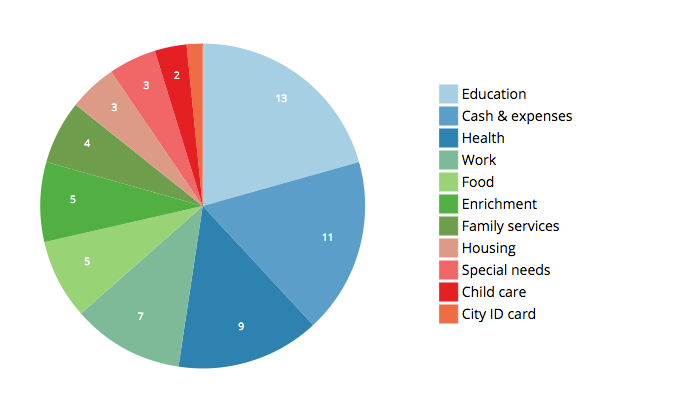 13
11
9
7
5
5
4
3
3
2
Education
Cash & expenses
Health
Work
Food
Enrichment
Family services
Housing
Special needs
Child care
City ID card